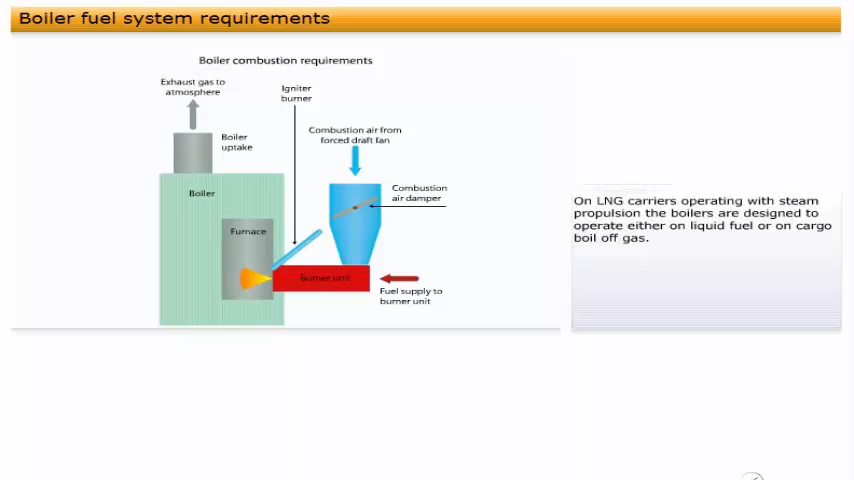 Boiler fuel system requirements
Boiler combustion requirements
Exhaust gas to
atmosphere
Igniter
burner
Boiler
uptake
Combustion air from
forced draft fan
Combustion
air damper
Boiler
Furnace
Burner unit
Fuel supply to
burner unit
On LNG carriers operating with steam
propulsion the boilers are designed to
operate either on liquid fuel or on cargo
boil off gas.